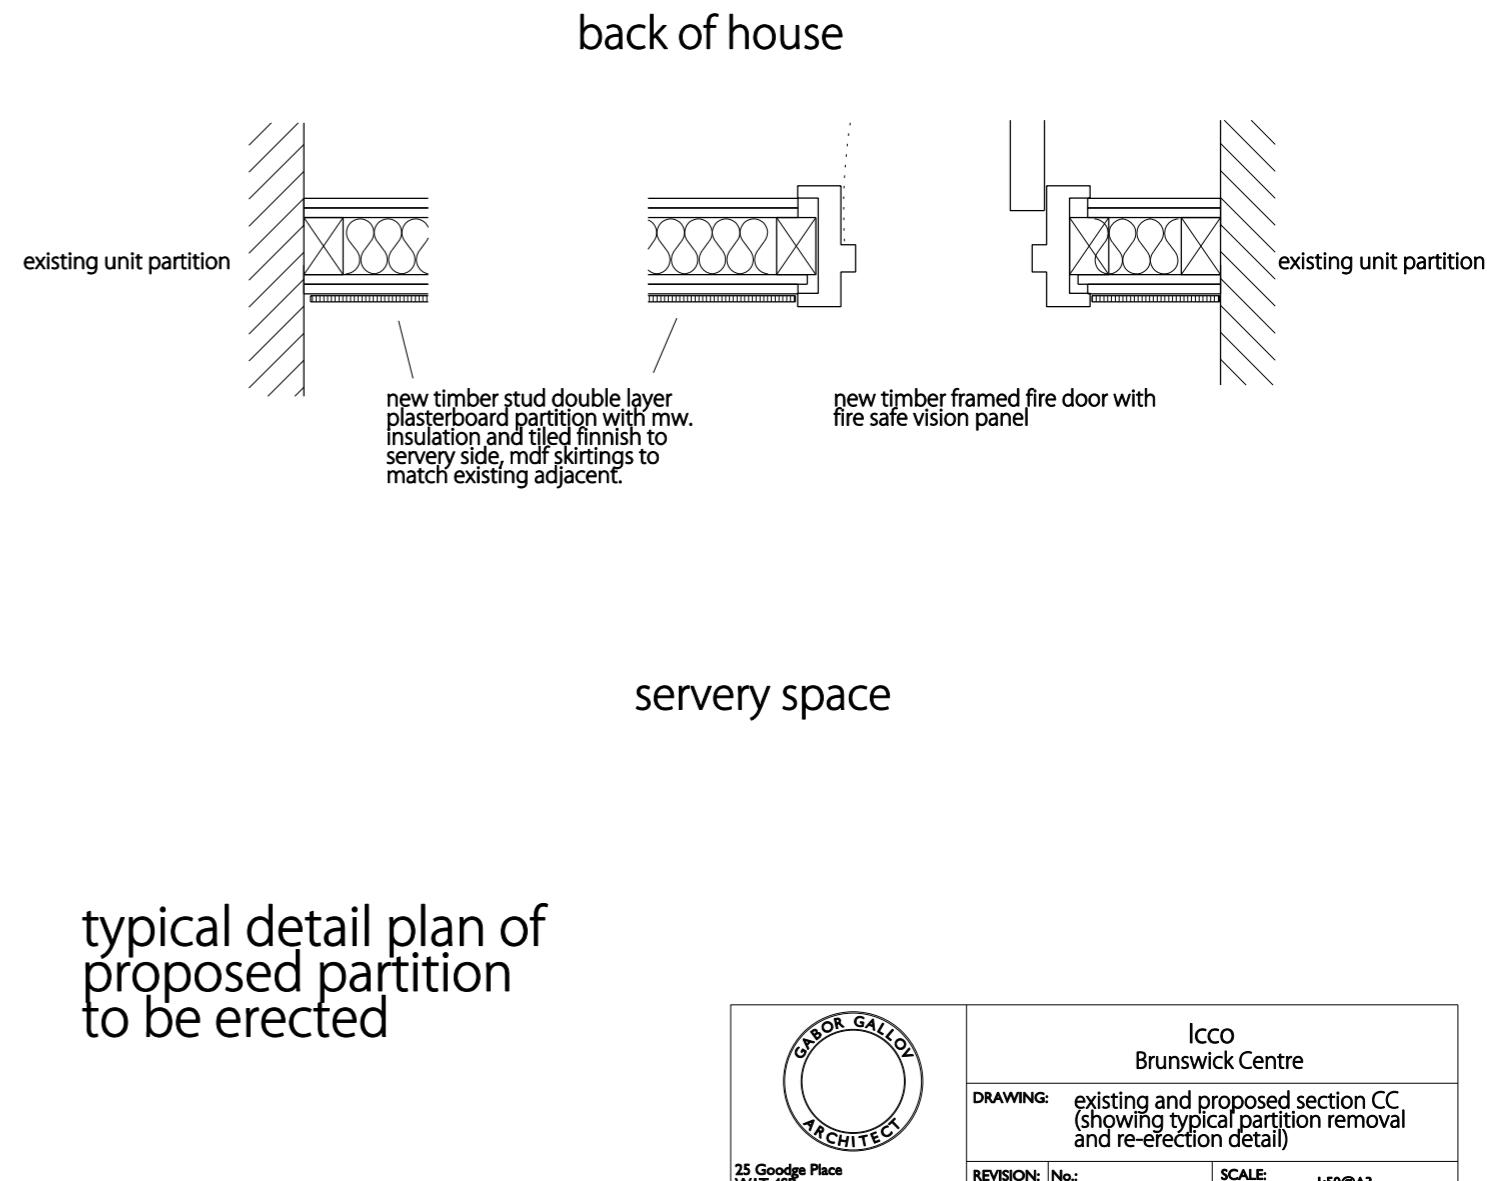 back of house
existing unit partition
existing unit partition
new timber stud double layer
plasterboard partition with mw.
insulation and tiled finnish to
servery side, mdf skirtings to
match existing adjacent.
new timber framed fire door with
fire safe vision panel
servery space
typical detail plan of
proposed partition
to be erected
GABOR GALLOV
ARCHITECT
25 Goodge Place
Icco
Brunswick Centre
DRAWING: existing and proposed section CC
(showing typical partition removal
and re-erection detail)
REVISION: No.: SCALE: